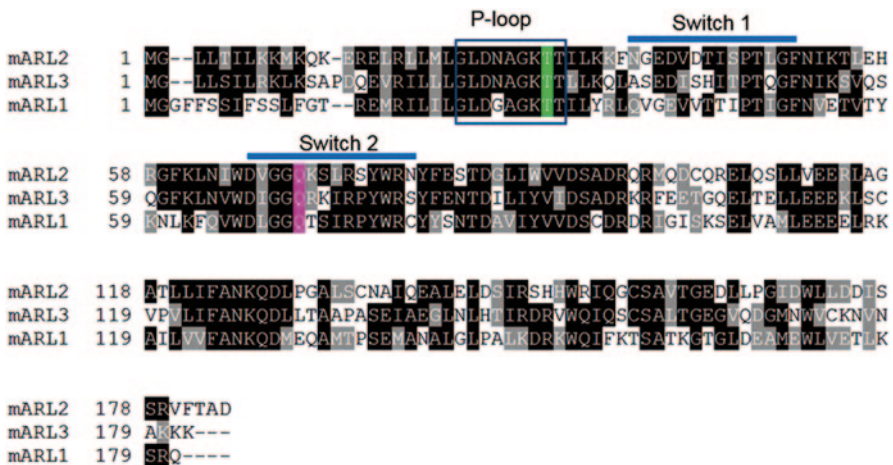 P-loop
Switch 1
mARL2 1 MG--LLTILKKMKQK-ERELRLLMLGLDNAGKTTILKKFNGEDVDTISPTLGFNIKTLEH
mARL3 1 MG--LLSILRKLKSAPDQEVRILLLGLDNAGKTTLLKQLASEDISHITPTQGFNIKSVQS
mARL1 1 MGGFFSSIFSSLFGT--REMRILILGLDGAGKTTILYRLQVGEVVTTIPTIGFNVETVTY
Switch 2
mARL2 58 RGFKLNIWDVGGQKSLRSYWRNYFESTDGLIWVVDSADRQRMQDCQRELQSLLVEERLAG
mARL3 59 QGFKLNVWDIGGQRKIRPYWRSYFENTDILIYVIDSADRKRFEETGQELTELLEEEKLSC
mARL1 59 KNLKFQVWDLGGQTSIRPYWRCYYSNTDAVIYVVDSCDRDRIGISKSELVAMLEEEELRK
mARL2 118 ATLLIFANKQDLPGALSCNAIQEALELDSIRSHHWRIQGCSAVTGEDLLPGIDWLLDDIS
mARL3 119 VPVLIFANKQDLLTAAPASEIAEGLNLHTIRDRVWQIQSCSALTGEGVQDGMNWVCKNVN
mARL1 119 AILVVFANKQDMEQAMTPSEMANALGLPALKDRKWQIFKTSATKGTGLDEAMEWLVETLK
mARL2 178 SRVFTAD
mARL3 179 AKKK----
mARL1 179 SRQ----